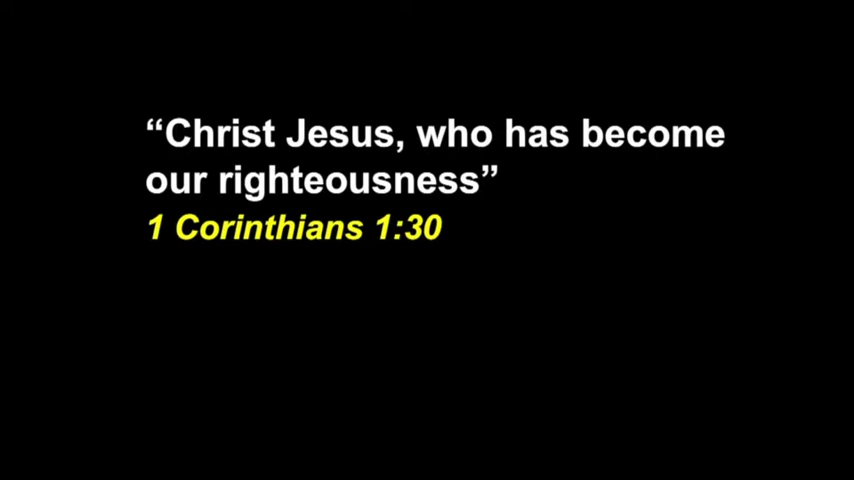 “Christ Jesus, who has become
our righteousness”
1 Corinthians 1:30